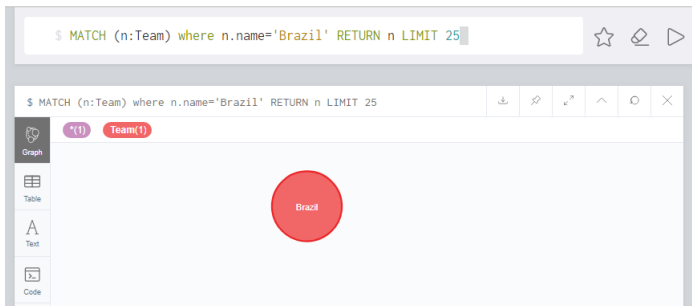 $ MATCH (n:Team) where n.name='Brazil' RETURN n LIMIT 25
$ MATCH (n:Team) where n.name='Brazil' RETURN n LIMIT 25
*(1) Team(1)
Graph
Brazil
Table
A
Text
Code